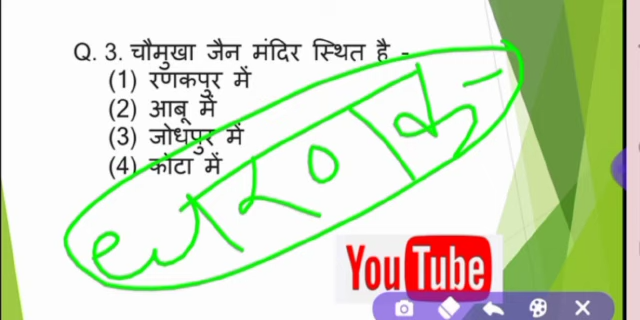 Q. 3. चौमुखा जैन मंदिर स्थित है -
(1) रणकपुर में
(2) आबू में
(3) जोधपुर में
(4) कोटा में
YouTube